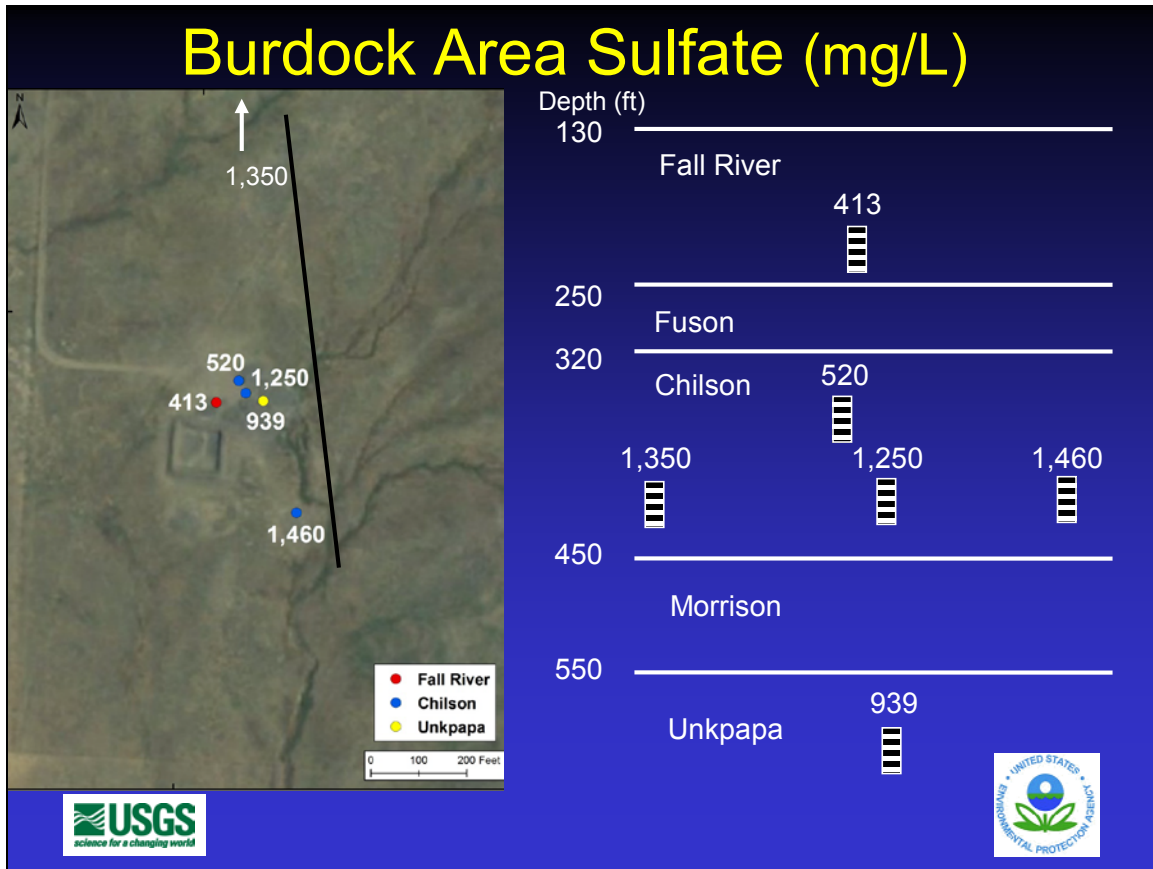 Burdock Area Sulfate (mg/L)
N
1,350
520
1,250
413
939
1,460
Fall River
Chilson
Unkpapa
0 100 200 Feet
USGS
science for a changing world
Depth (ft)
130
Fall River
413
250
Fuson
320
Chilson
520
1,350 1,250 1,460
450
Morrison
550
Unkpapa
939
UNITED STATES
ENVIRONMENTAL PROTECTION AGENCY